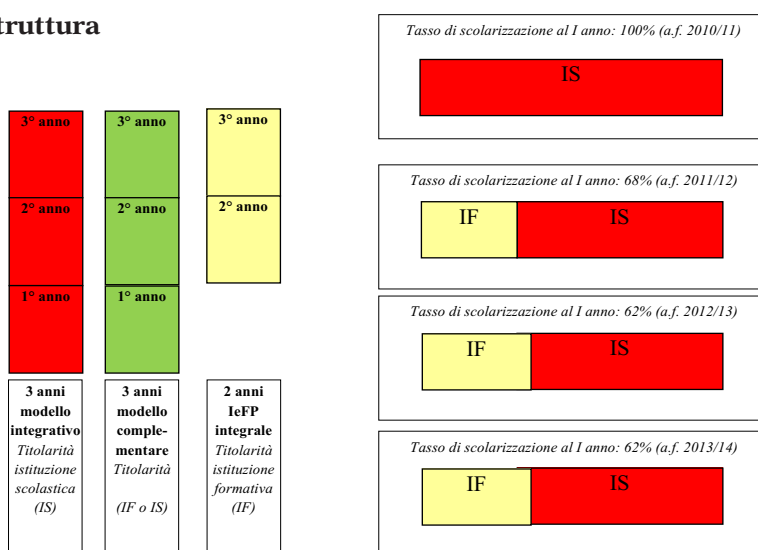 truttura
3° anno
3° anno
3° anno
2° anno
2° anno
2° anno
1° anno
1° anno
3 anni
modello
integrativo
Titolarità
istituzione
scolastica
(IS)
3 anni
modello
comple-
mentare
Titolarità
(IF o IS)
2 anni
IeFP
integrale
Titolarità
istituzione
formativa
(IF)
Tasso di scolarizzazione al I anno: 100% (a.f. 2010/11)
IS
Tasso di scolarizzazione al I anno: 68% (a.f. 2011/12)
IF IS
Tasso di scolarizzazione al I anno: 62% (a.f. 2012/13)
IF IS
Tasso di scolarizzazione al I anno: 62% (a.f. 2013/14)
IF IS